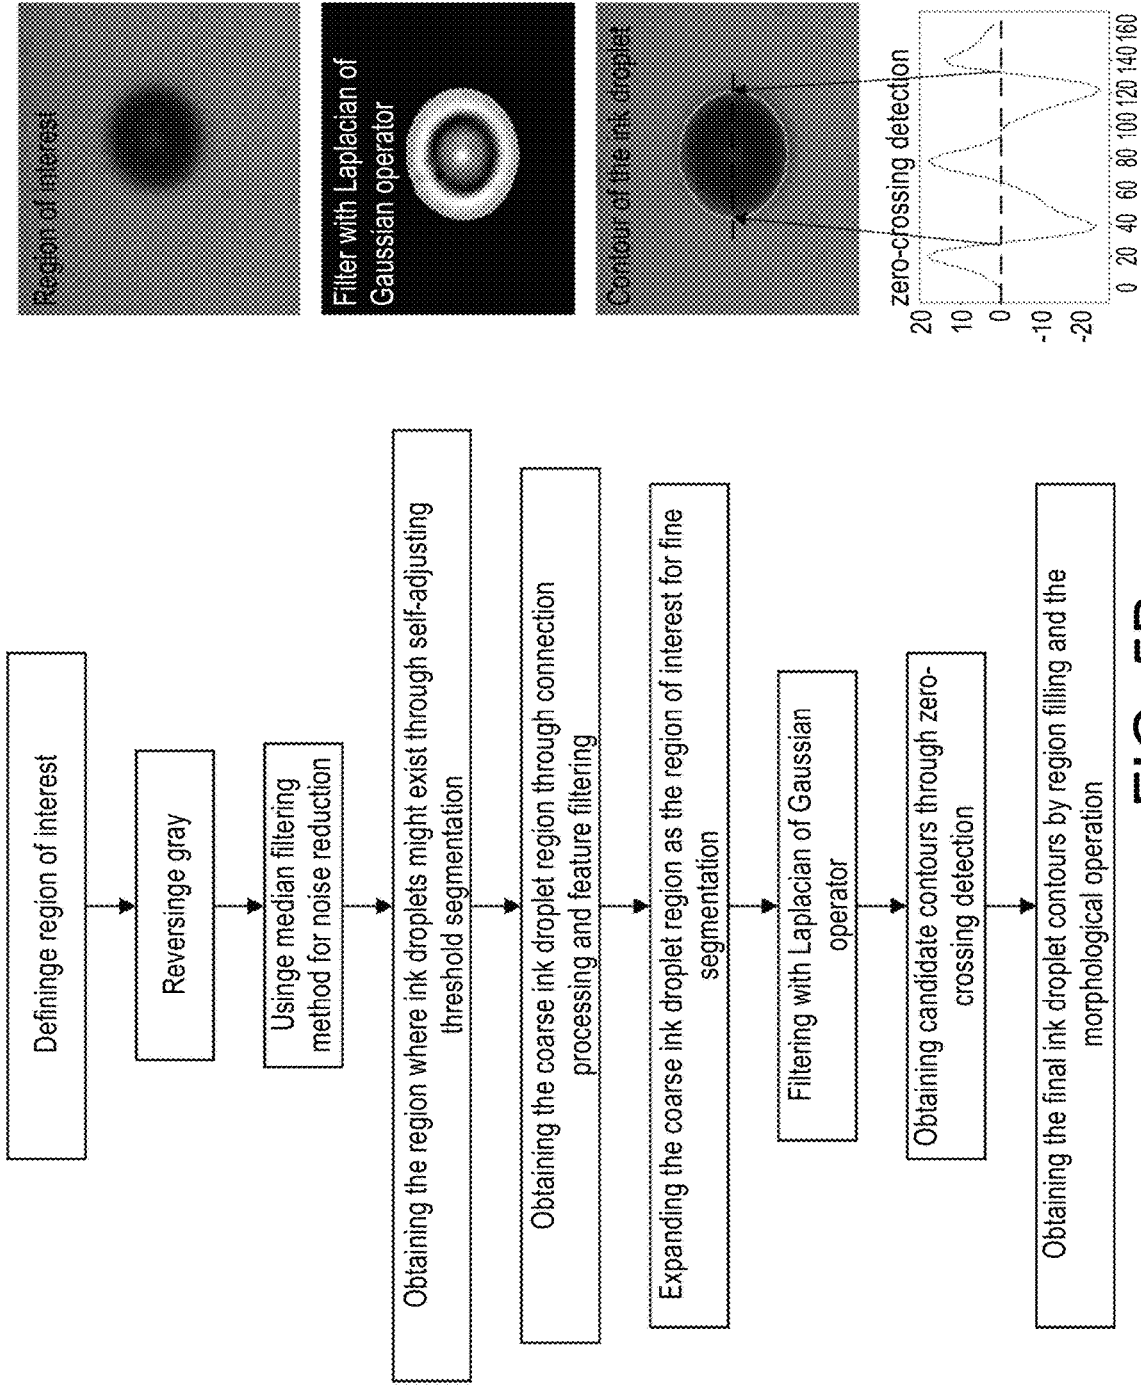 Defininge region of interest
Reversinge gray
Usinge median filtering
method for noise reduction
Obtaining the region where ink droplets might exist through self-adjusting
threshold segmentation
Obtaining the coarse ink droplet region through connection
processing and feature filtering
Expanding the coarse ink droplet region as the region of interest for fine
segmentation
Filtering with Laplacian of Gaussian
operator
Obtaining candidate contours through zero-
crossing detection
Obtaining the final ink droplet contours by region filling and the
morphological operation
Region of interest
Filter with Laplacian of
Gaussian operator
Contour of the ink droplet
zero-crossing detection
20
10
0
-10
-20
0 20 40 60 80 100 120 140 160